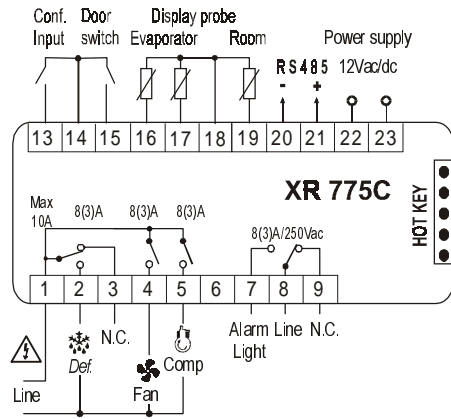 Conf. Door Display probe
Input switch Evaporator Room Power supply
RS485 12Vac/dc
- +
13 14 15 16 17 18 19 20 21 22 23
XR 775C
HOT KEY
Max
10A 8(3)A 8(3)A 8(3)A
8(3)A/250Vac
1 2 3 4 5 6 7 8 9
N.C. Alarm Line N.C.
Light
Def. Comp
Line Fan